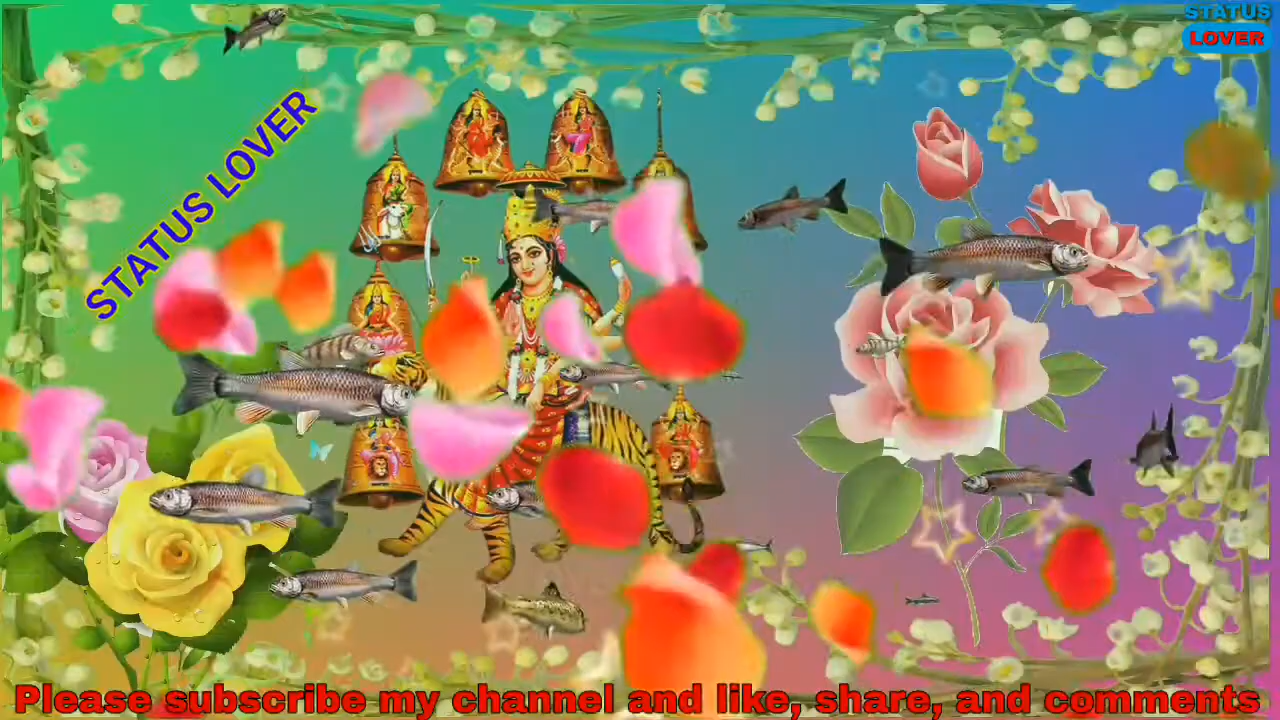 STATUS
LOVER
STATUS LOVER
Please subscribe my channel and like, share, and comments